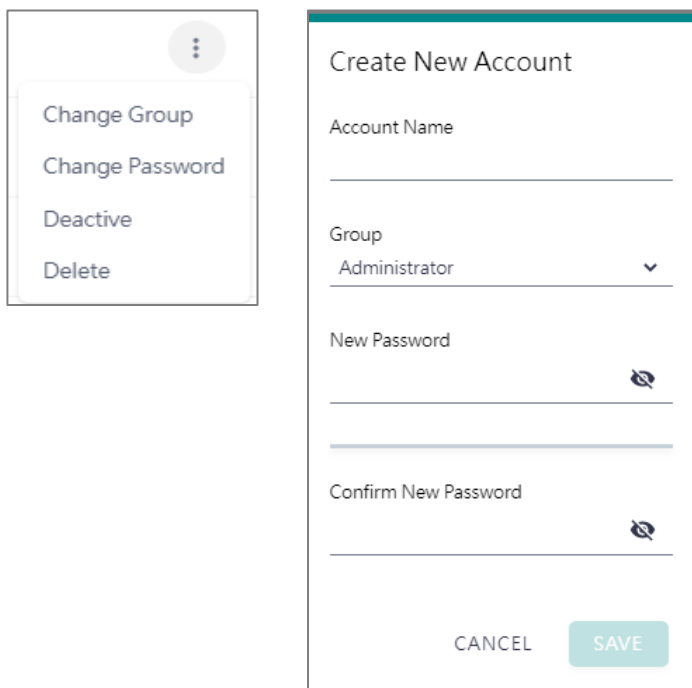 Change Group
Change Password
Deactive
Delete
Create New Account
Account Name
Group
Administrator
New Password
Confirm New Password
CANCEL SAVE